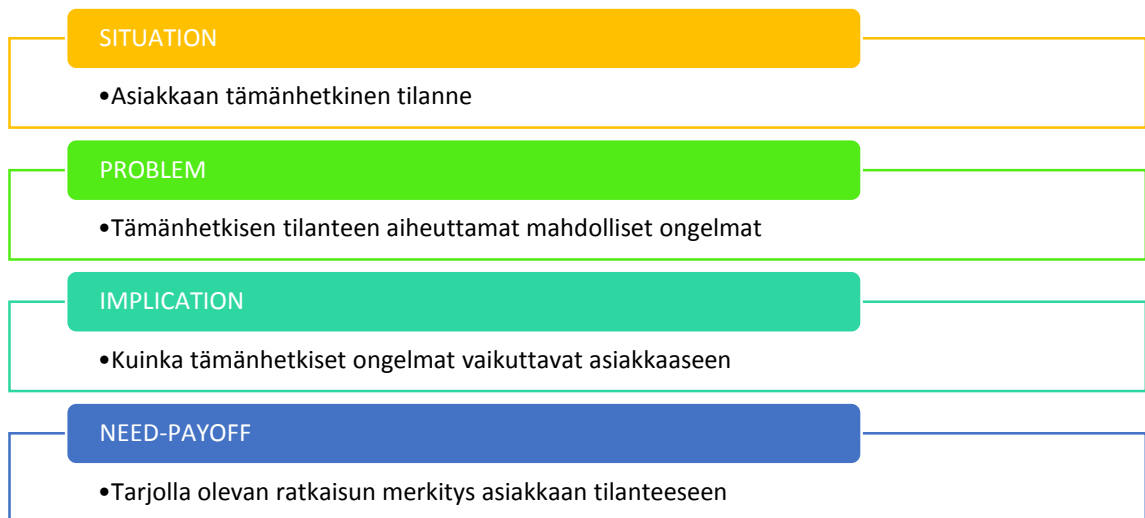 SITUATION
•Asiakkaan tämänhetkinen tilanne
PROBLEM
•Tämänhetkisen tilanteen aiheuttamat mahdolliset ongelmat
IMPLICATION
•Kuinka tämänhetkiset ongelmat vaikuttavat asiakkaaseen
NEED-PAYOFF
•Tarjolla olevan ratkaisun merkitys asiakkaan tilanteeseen